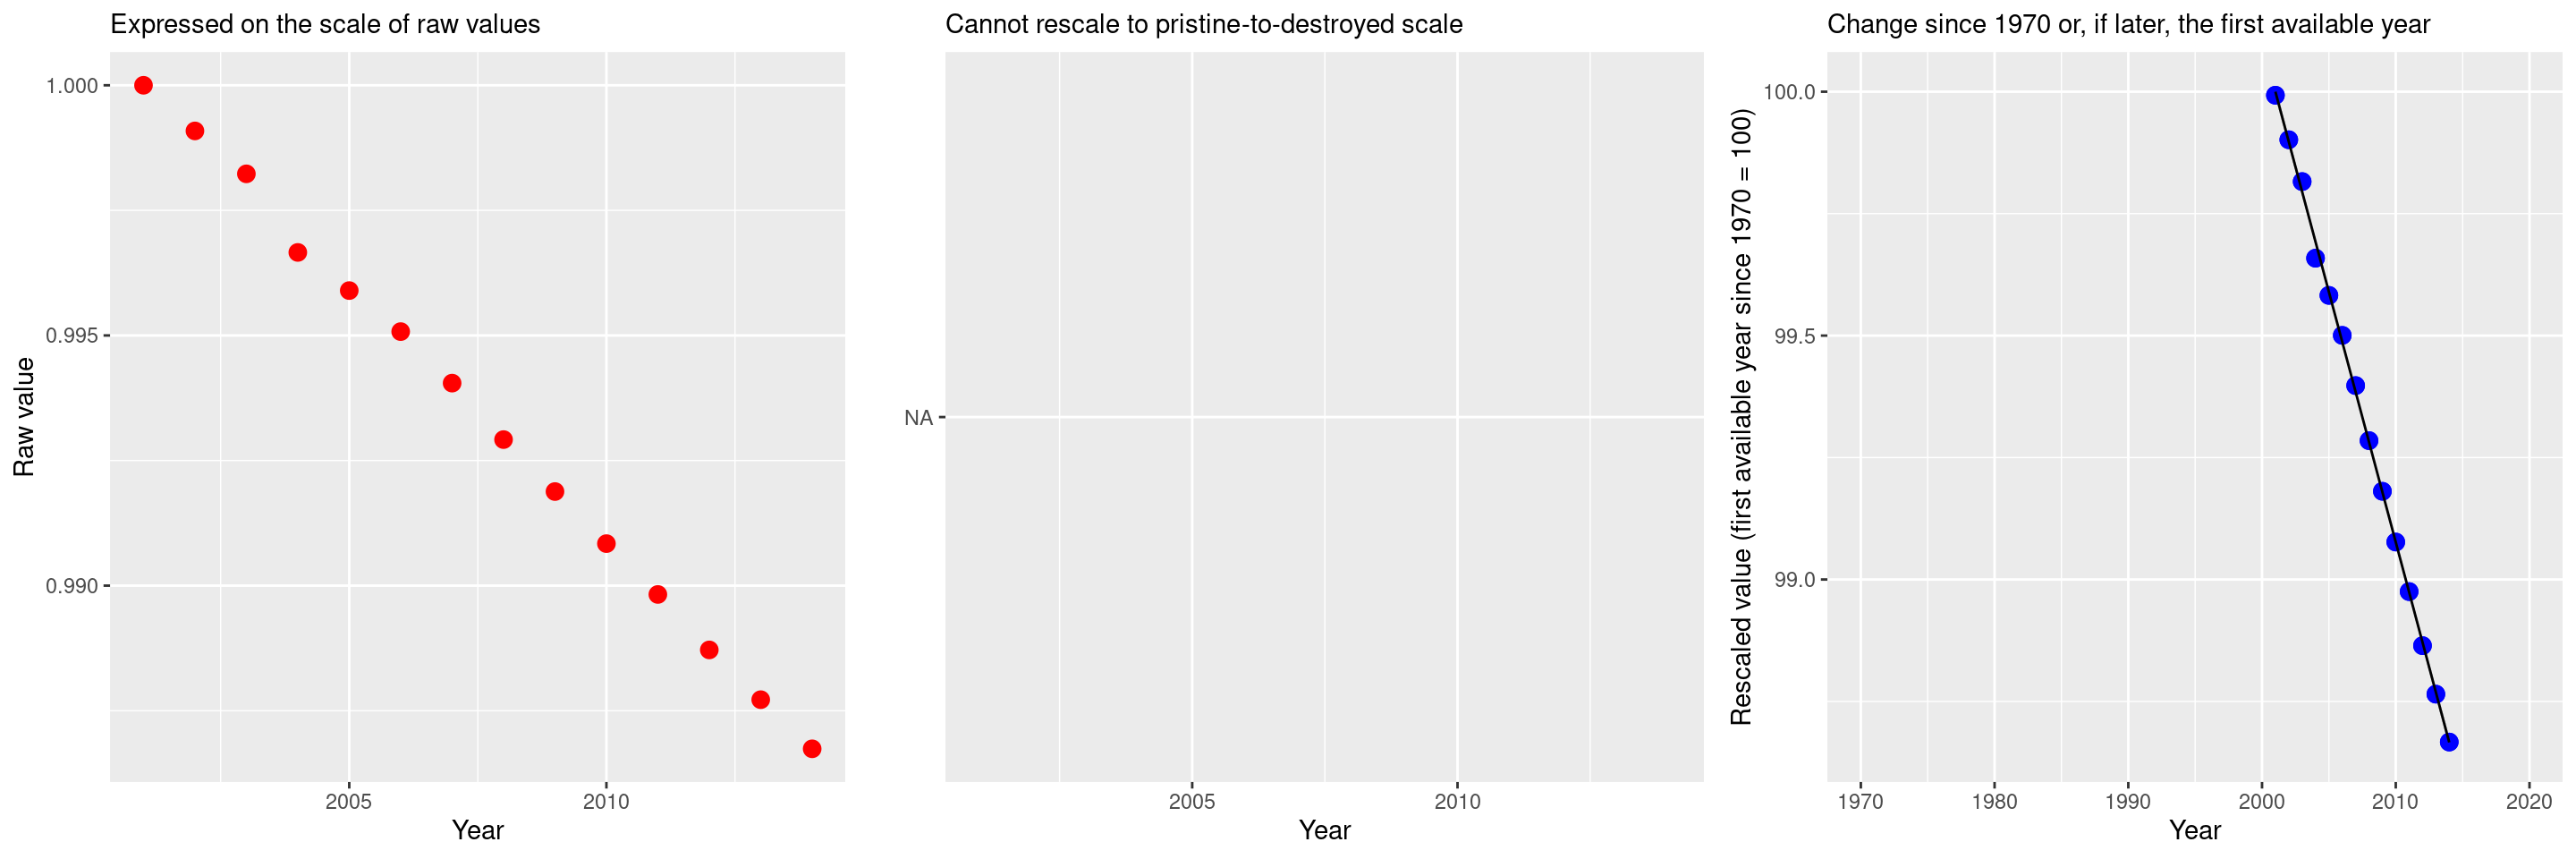 Expressed on the scale of raw values
Raw value
1.000
0.995
0.990
2005
2010
Year
Cannot rescale to pristine-to-destroyed scale
NA
2005
2010
Year
Change since 1970 or, if later, the first available year
Rescaled value (first available year since 1970 = 100)
100.0
99.5
99.0
1970
1980
1990
2000
2010
2020
Year